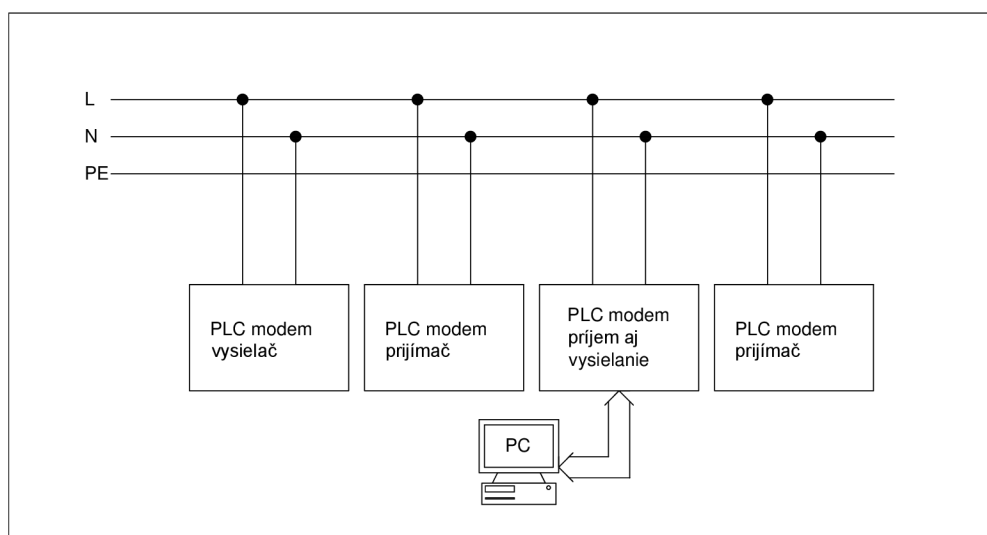 L
N
PE
PLC modem
vysielač
PLC modem
prijímač
PLC modem
príjem aj
vysielanie
PLC modem
prijímač
PC